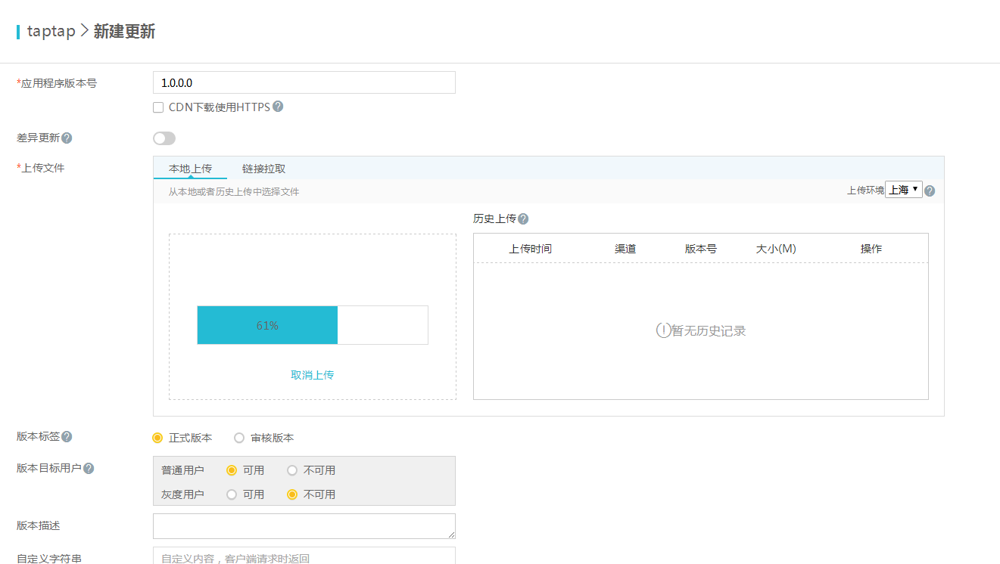 taptap > 新建更新
*应用程序版本号
1.0.0.0
CDN下载使用HTTPS
差异更新
*上传文件
本地上传 链接拉取
从本地或者历史上传中选择文件
上传环境 上海
历史上传
上传时间 渠道 版本号 大小(M) 操作
暂无历史记录
61%
取消上传
版本标签
正式版本 审核版本
版本目标用户
普通用户 可用 不可用
灰度用户 可用 不可用
版本描述
自定义字符串
自定义内容，客户端请求时返回